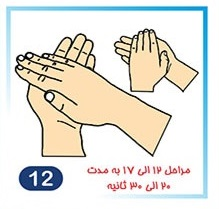 مراحل ۱۲ الی ۱۷ به مدت
۲۰ الی ۳۰ ثانیه
12